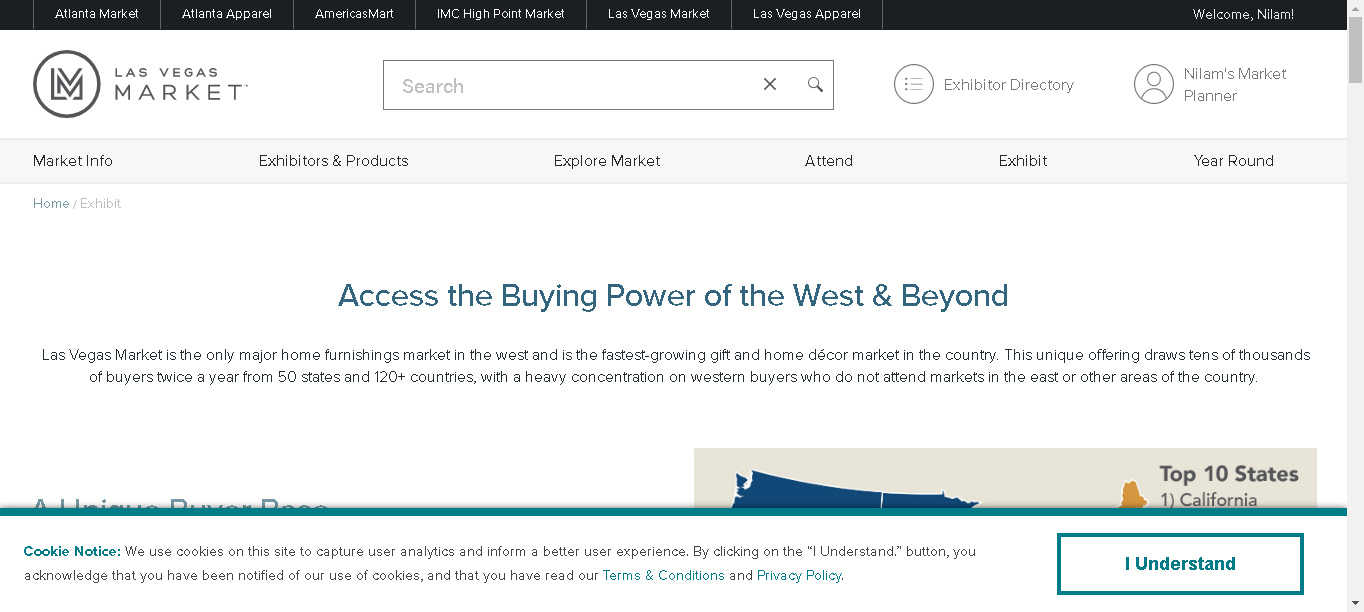 Atlanta Market Atlanta Apparel AmericasMart IMC High Point Market Las Vegas Market Las Vegas Apparel Welcome, Nilam!
LAS VEGAS
MARKET
Search
Exhibitor Directory
Nilam's Market
Planner
Market Info Exhibitors & Products Explore Market Attend Exhibit Year Round
Home / Exhibit
Access the Buying Power of the West & Beyond
Las Vegas Market is the only major home furnishings market in the west and is the fastest-growing gift and home décor market in the country. This unique offering draws tens of thousands
of buyers twice a year from 50 states and 120+ countries, with a heavy concentration on western buyers who do not attend markets in the east or other areas of the country.
A Unique Buyer Base
Top 10 States
1) California
Cookie Notice: We use cookies on this site to capture user analytics and inform a better user experience. By clicking on the “I Understand.” button, you
acknowledge that you have been notified of our use of cookies, and that you have read our Terms & Conditions and Privacy Policy.
I Understand